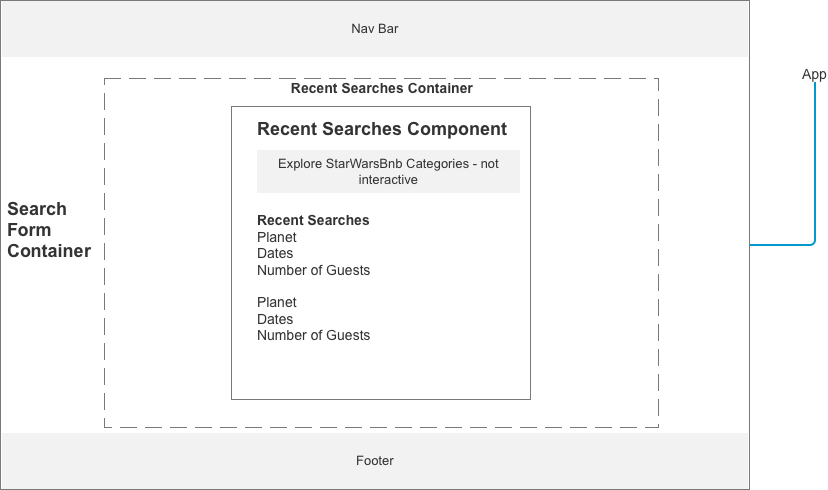 Nav Bar
App
Recent Searches Container
Recent Searches Component
Explore StarWarsBnb Categories - not
interactive
Search
Form
Container
Recent Searches
Planet
Dates
Number of Guests
Planet
Dates
Number of Guests
Footer